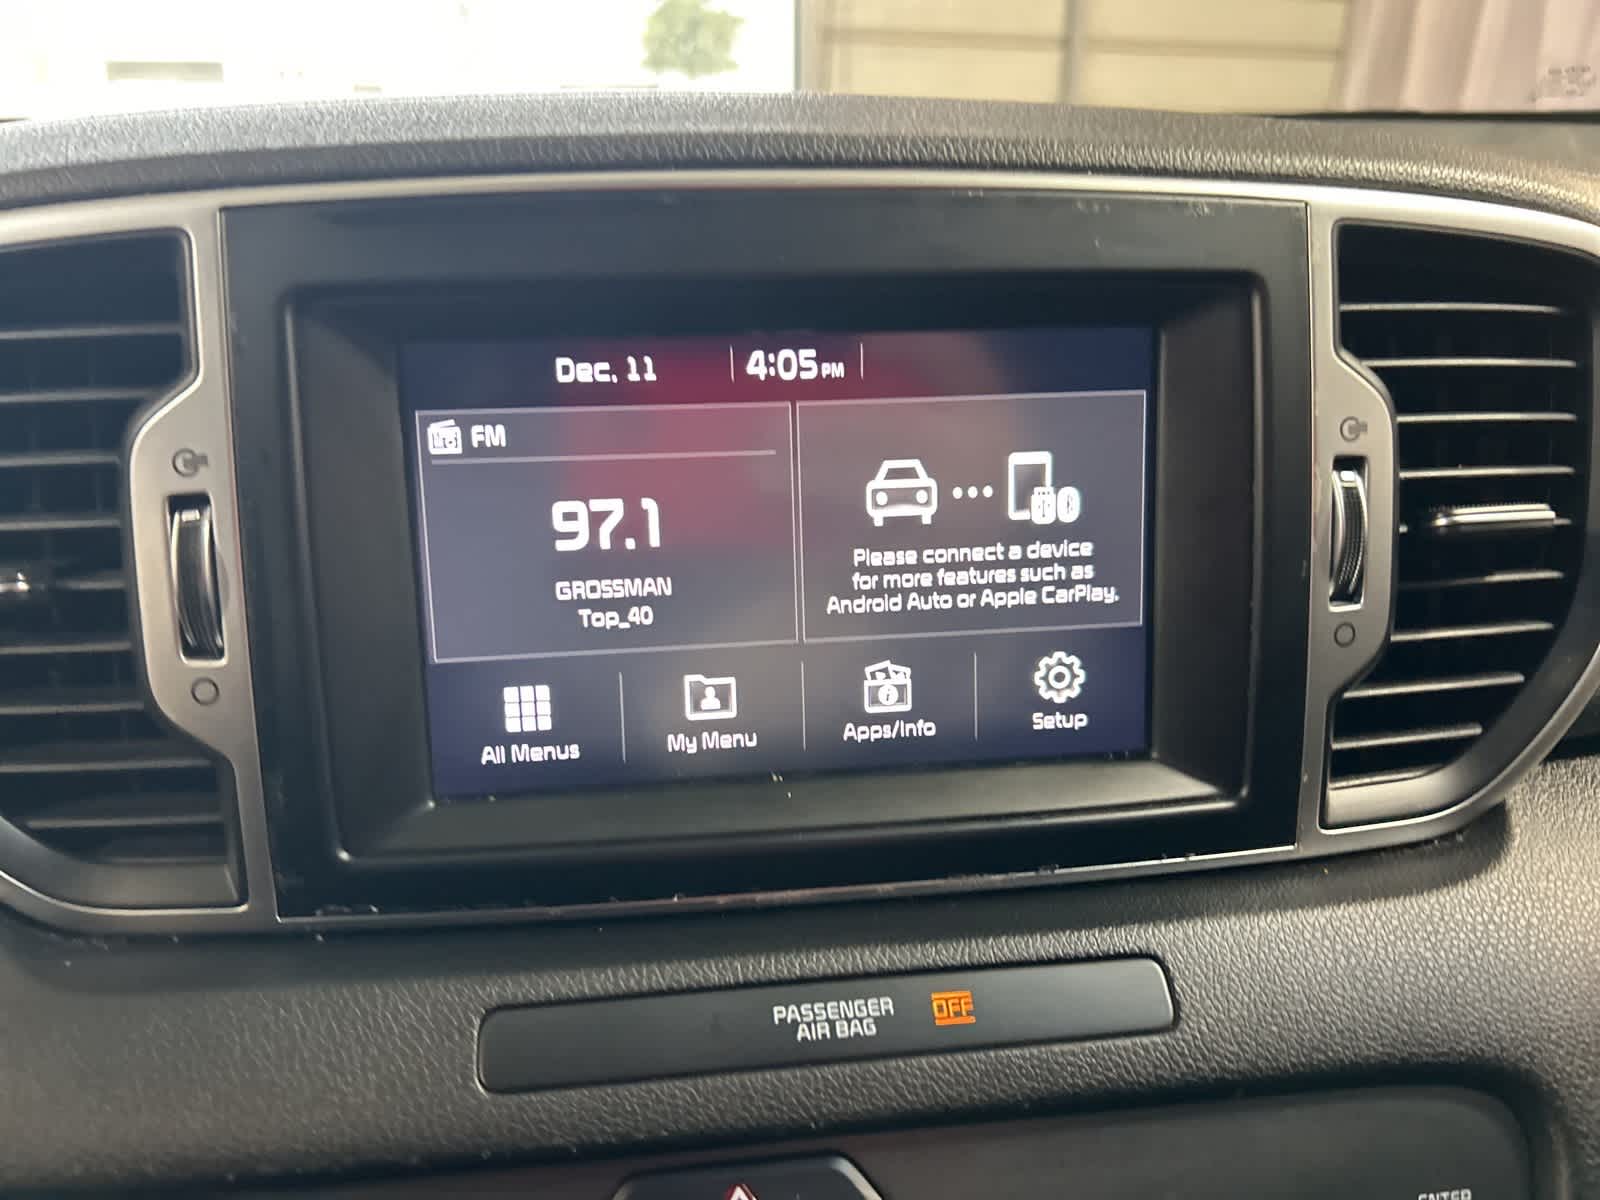 Dec. 11
4:05 PM
FM
97.1
GROSSMAN
Top_40
Please connect a device
for more features such as
Android Auto or Apple CarPlay.
All Menus
My Menu
Apps/Info
Setup
PASSENGER
AIR BAG
OFF
ENTER